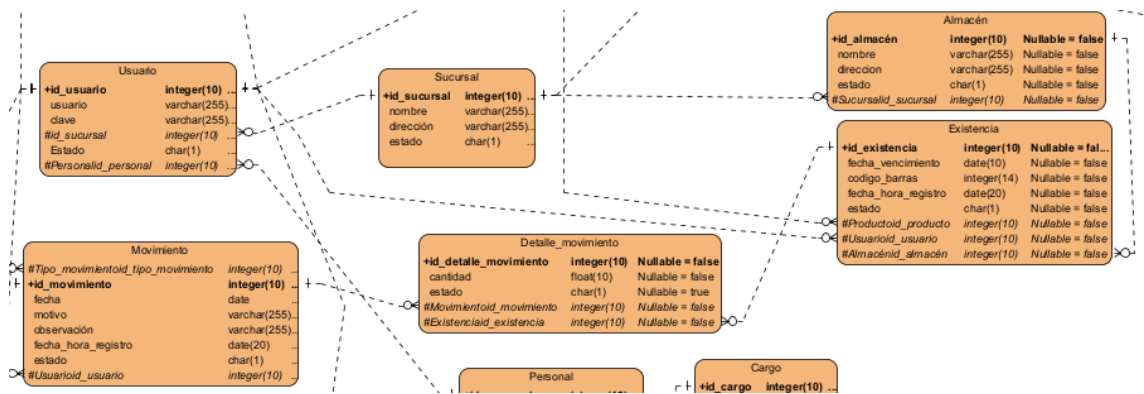 Usuario
+id_usuario integer(10) ...
usuario varchar(255)...
clave varchar(255)...
#id_sucursal integer(10) ...
Estado char(1) ...
#Personalid_personal integer(10) ...
Sucursal
+id_sucursal integer(10) ...
nombre varchar(255)...
dirección varchar(255)...
estado char(1) ...
Almacén
+id_almacén integer(10) Nullable = false
nombre varchar(255) Nullable = false
direccion varchar(255) Nullable = false
estado char(1) Nullable = false
#Sucursalid_sucursal integer(10) Nullable = false
Existencia
+id_existencia integer(10) Nullable = fal...
fecha_vencimiento date(10) Nullable = false
codigo_barras integer(14) Nullable = false
fecha_hora_registro date(20) Nullable = false
estado char(1) Nullable = false
#Productoid_producto integer(10) Nullable = false
#Usuarioid_usuario integer(10) Nullable = false
#Almacénid_almacén integer(10) Nullable = false
Movimiento
#Tipo_movimientoid_tipo_movimiento integer(10) ...
+id_movimiento integer(10) ...
fecha date ...
motivo varchar(255)...
observación varchar(255)...
fecha_hora_registro date(20) ...
estado char(1) ...
#Usuarioid_usuario integer(10) ...
Detalle_movimiento
+id_detalle_movimiento integer(10) Nullable = false
cantidad float(10) Nullable = false
estado char(1) Nullable = true
#Movimientoid_movimiento integer(10) Nullable = false
#Existenciaid_existencia integer(10) Nullable = false
Personal
Cargo
+id_cargo integer(10) ...